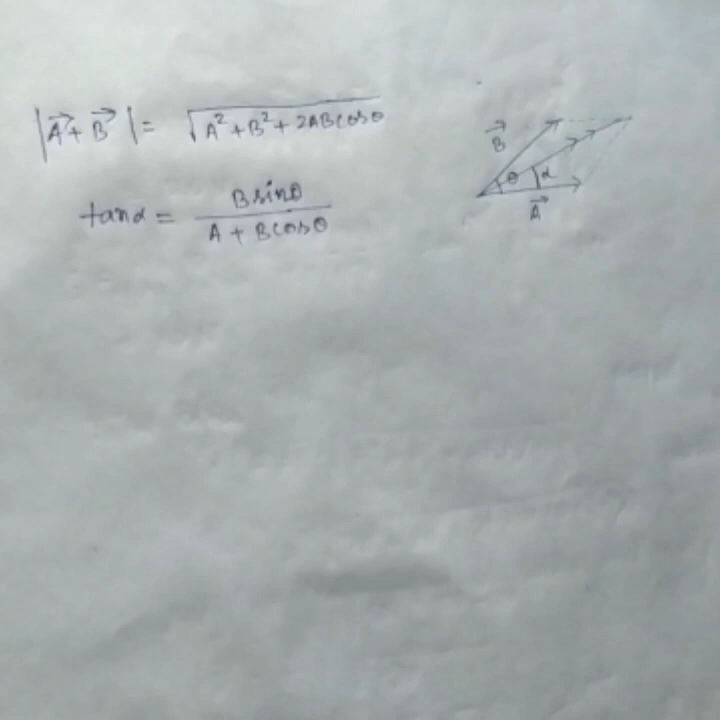 |A⃗ + B⃗| = √(A² + B² + 2ABcosθ)
tanα = Bsinθ / (A + Bcosθ)
B⃗
θ α
A⃗